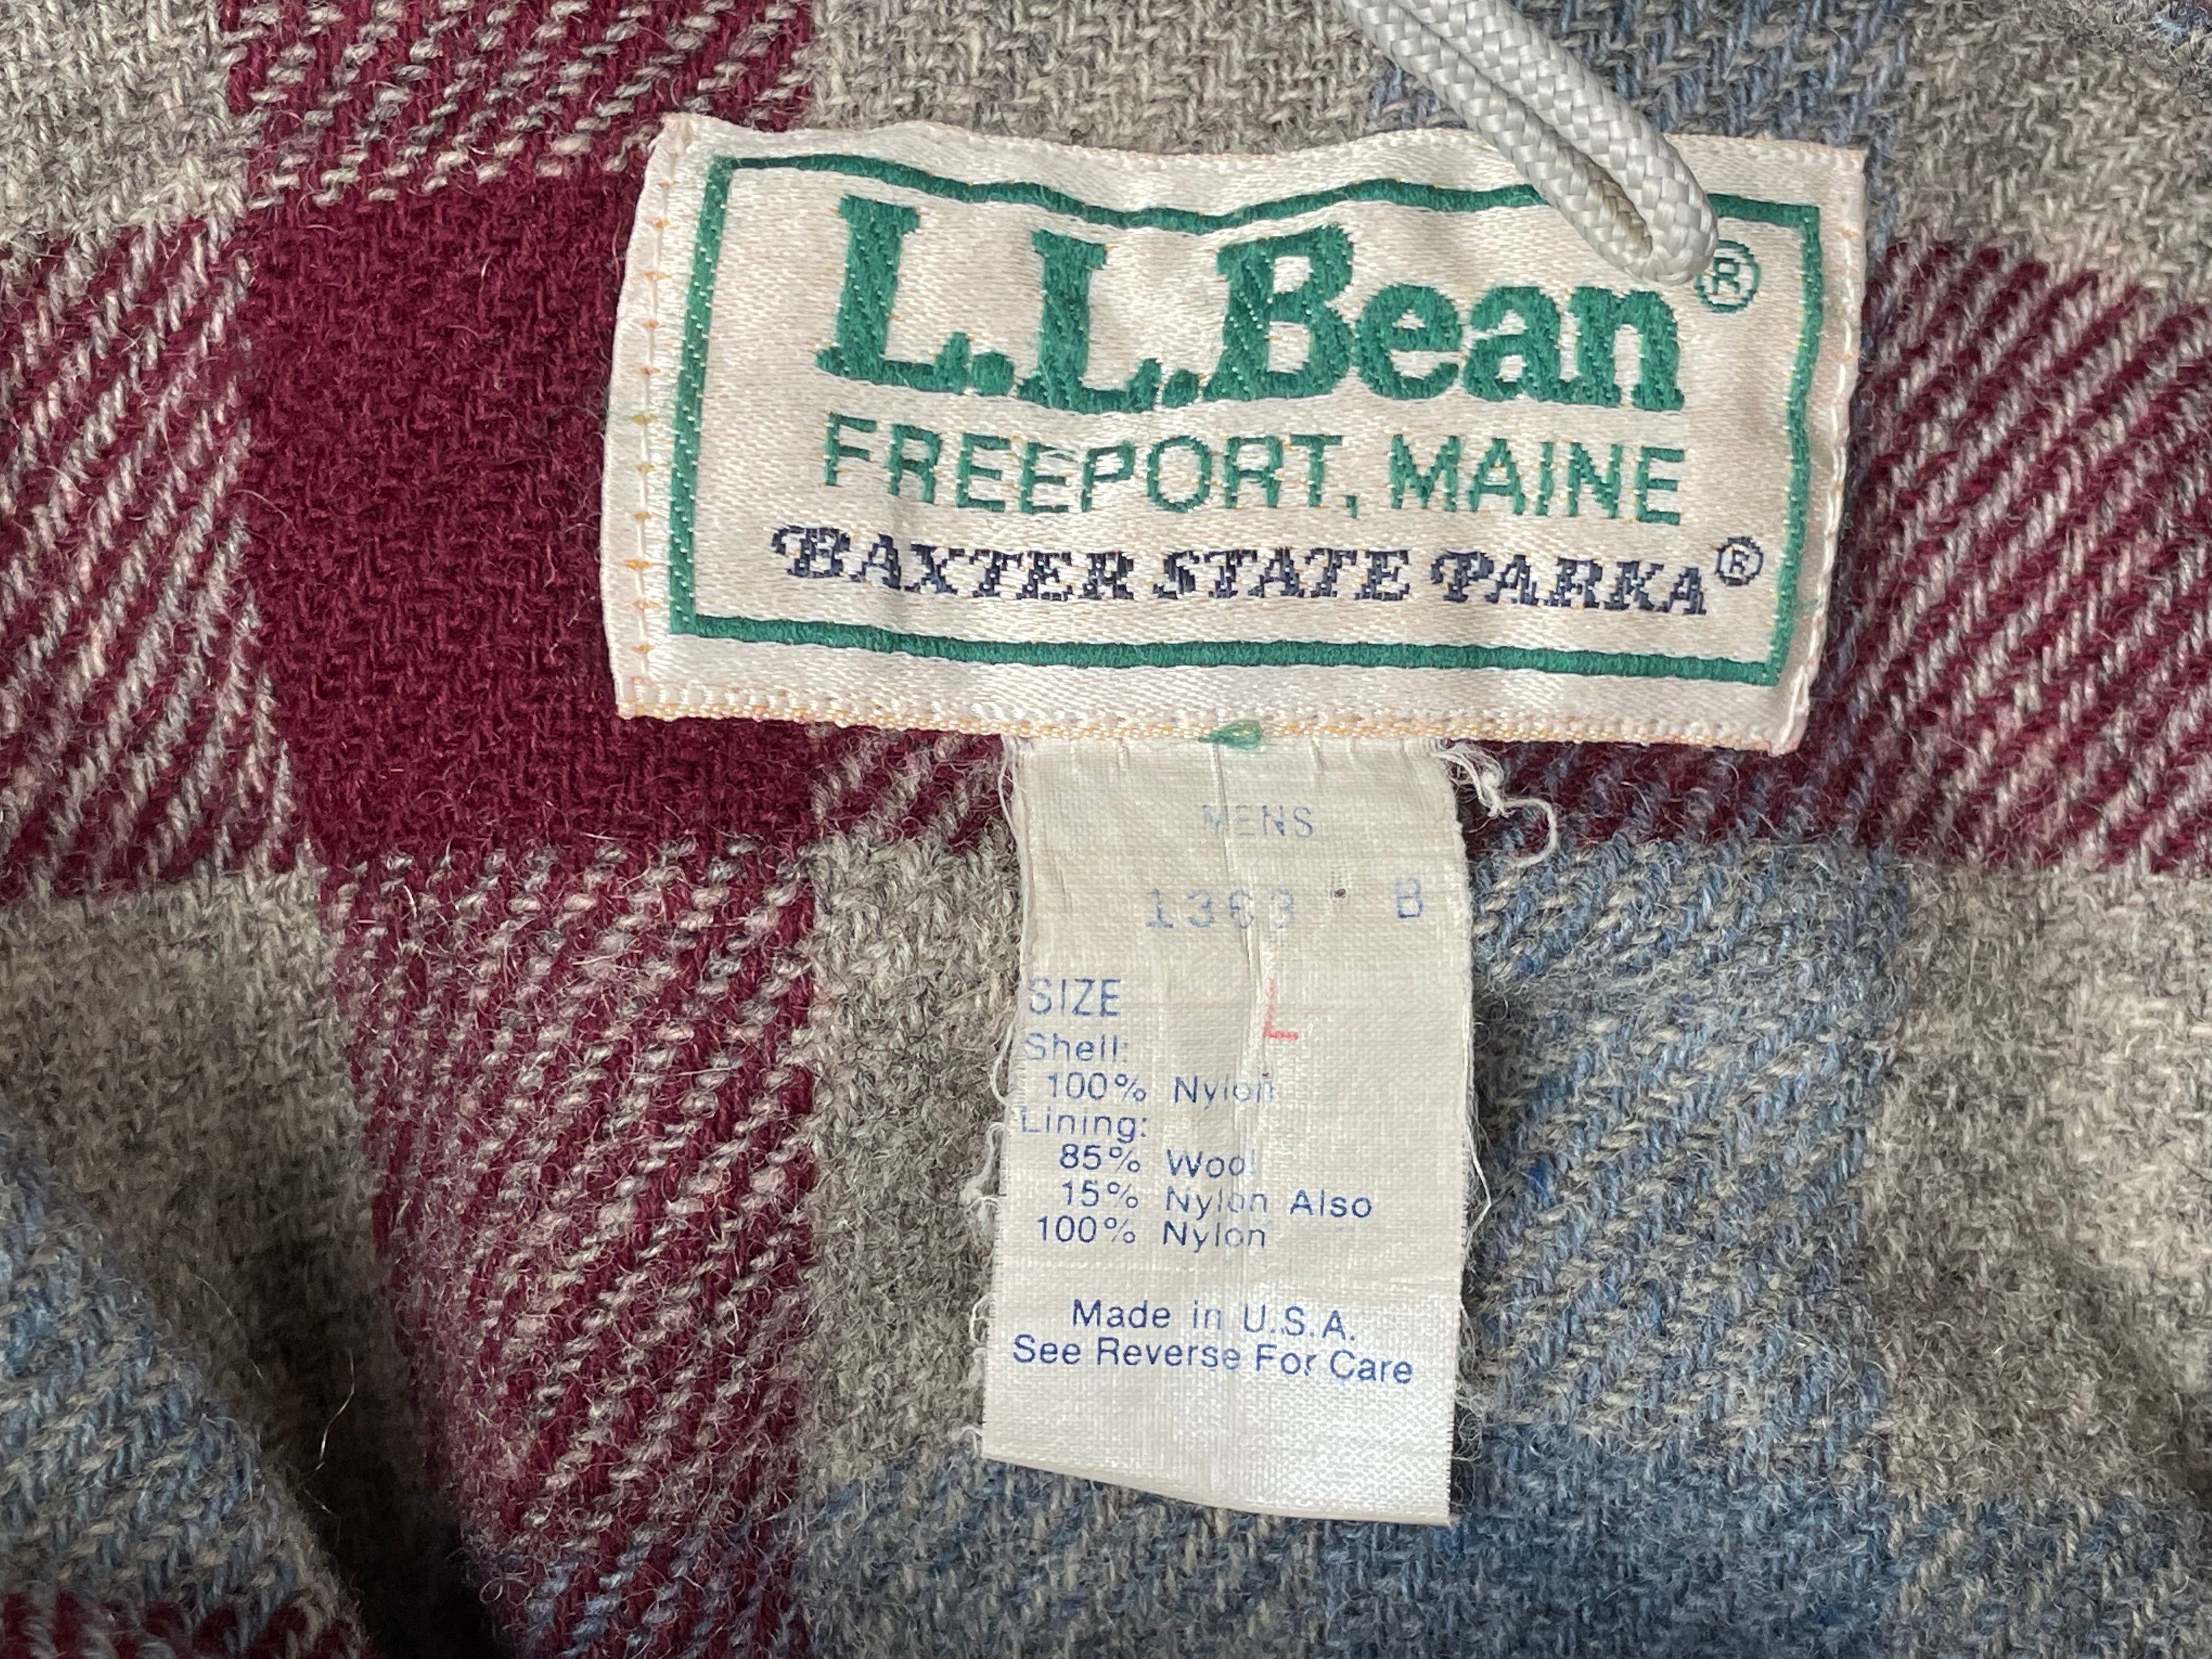 L.L.Bean®
FREEPORT, MAINE
BAXTER STATE PARKA®
MENS
1363 B
SIZE L
Shell:
100% Nylon
Lining:
85% Wool
15% Nylon Also
100% Nylon
Made in U.S.A.
See Reverse For Care